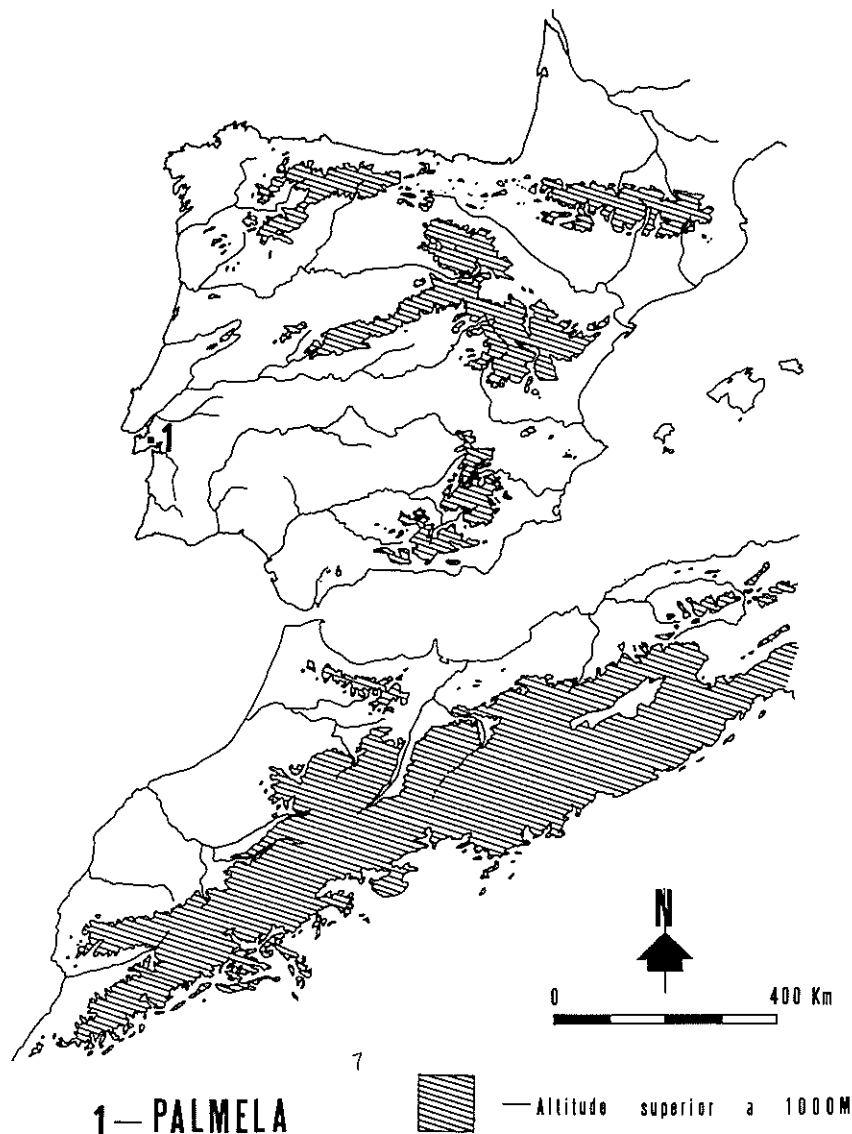 1
N
0 400 Km
7
1 — PALMELA
— Altitude superior a 1000M